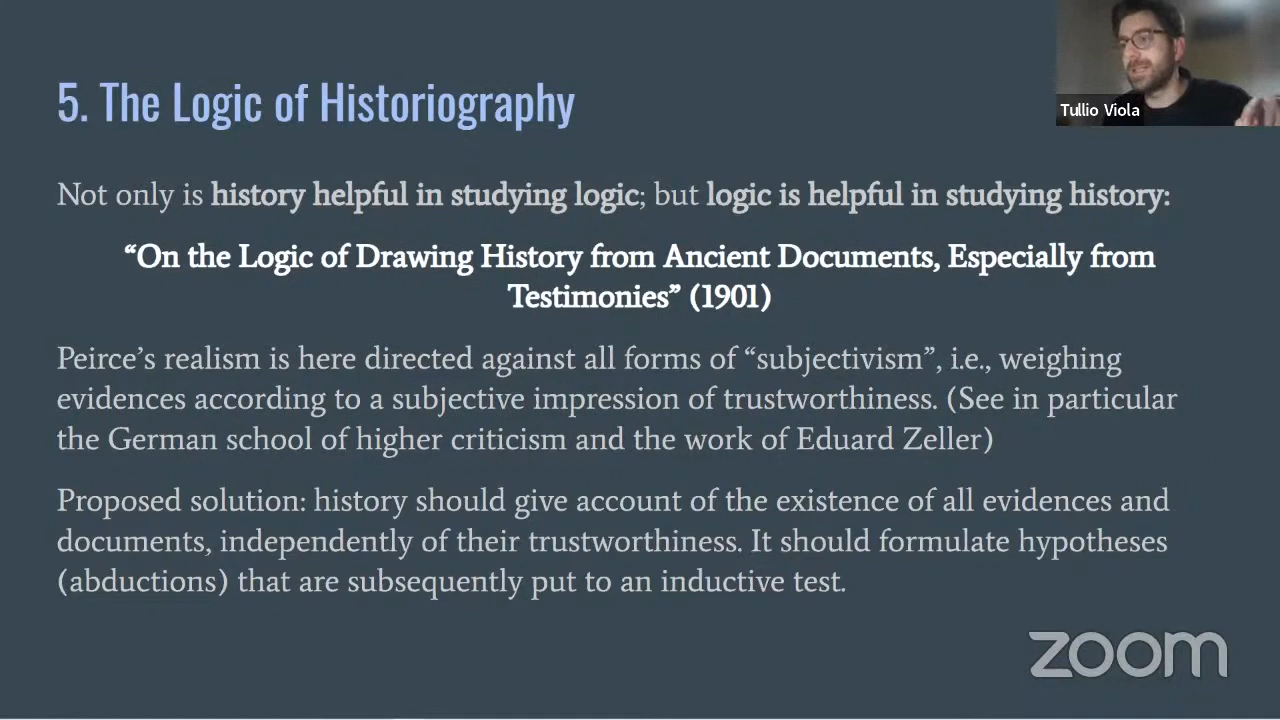 5. The Logic of Historiography
Tullio Viola
Not only is history helpful in studying logic; but logic is helpful in studying history:
“On the Logic of Drawing History from Ancient Documents, Especially from
Testimonies” (1901)
Peirce’s realism is here directed against all forms of “subjectivism”, i.e., weighing
evidences according to a subjective impression of trustworthiness. (See in particular
the German school of higher criticism and the work of Eduard Zeller)
Proposed solution: history should give account of the existence of all evidences and
documents, independently of their trustworthiness. It should formulate hypotheses
(abductions) that are subsequently put to an inductive test.
zoom